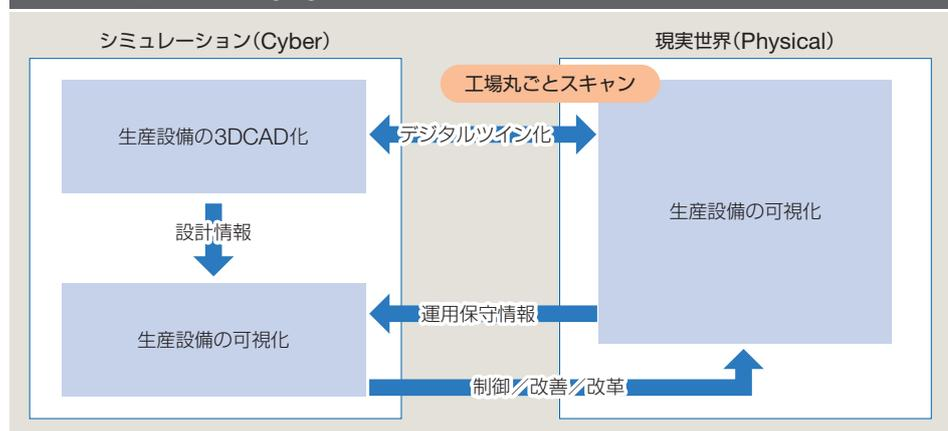 シミュレーション(Cyber)
現実世界(Physical)
工場丸ごとスキャン
生産設備の3DCAD化
デジタルツイン化
生産設備の可視化
設計情報
運用保守情報
生産設備の可視化
制御／改善／改革